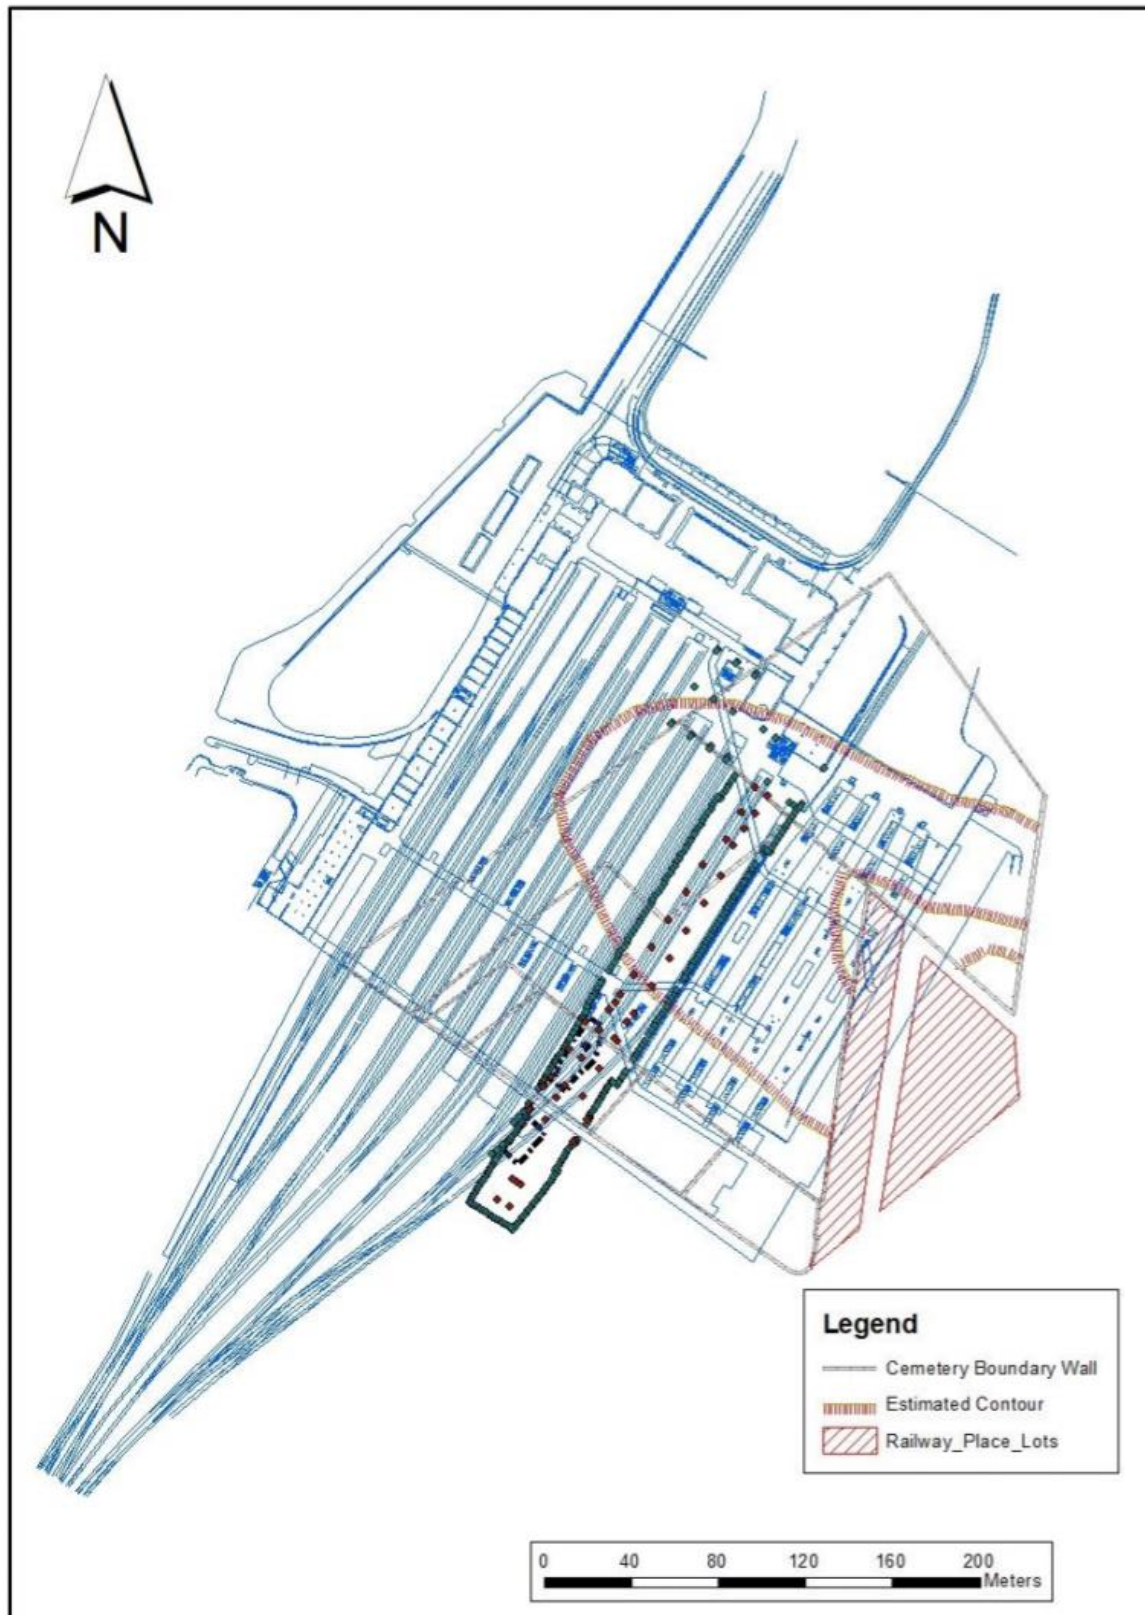 N
Legend
Cemetery Boundary Wall
Estimated Contour
Railway_Place_Lots
0 40 80 120 160 200
Meters